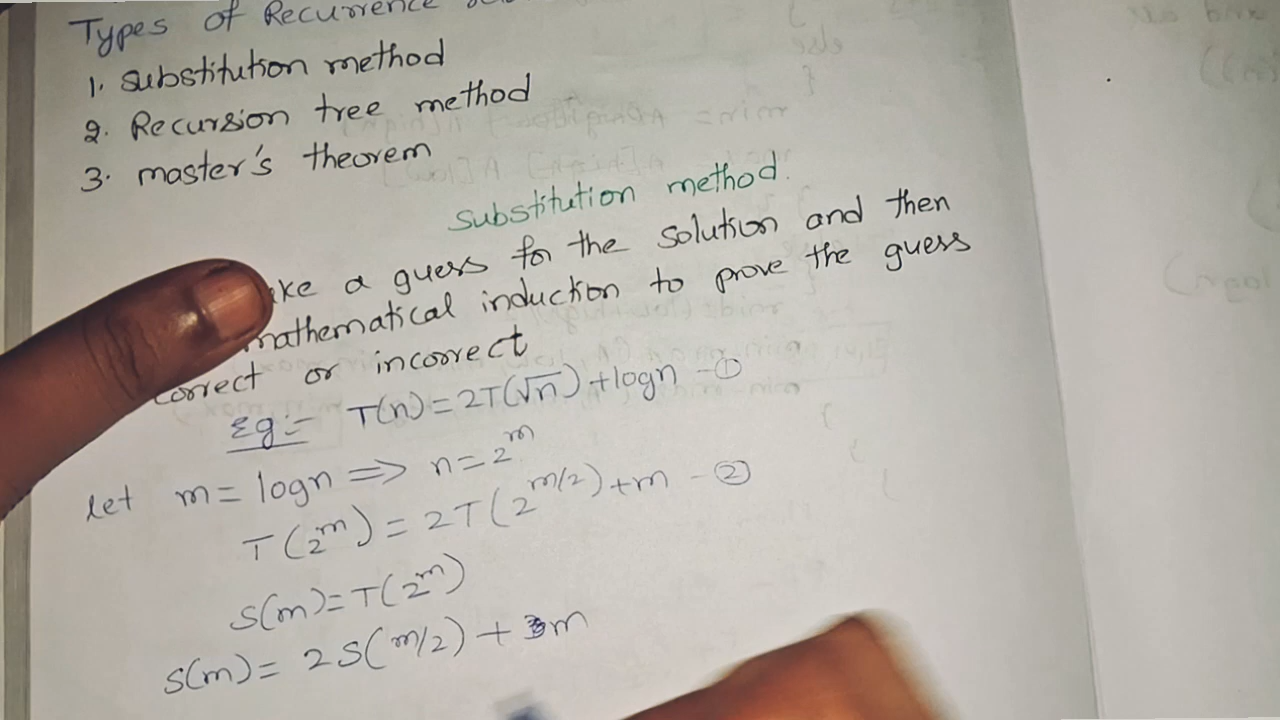 Types of Recurrence
1. Substitution method
2. Recursion tree method
3. master's theorem
Substitution method.
a guess for the solution and then
mathematical induction to prove the guess
correct or incorrect
Eg:- T(n)=2T(√n)+logn -①
let m= logn => n=2^m
T(2^m)= 2T(2^m/2)+m -②
S(m)=T(2^m)
S(m)= 2S(m/2)+ m